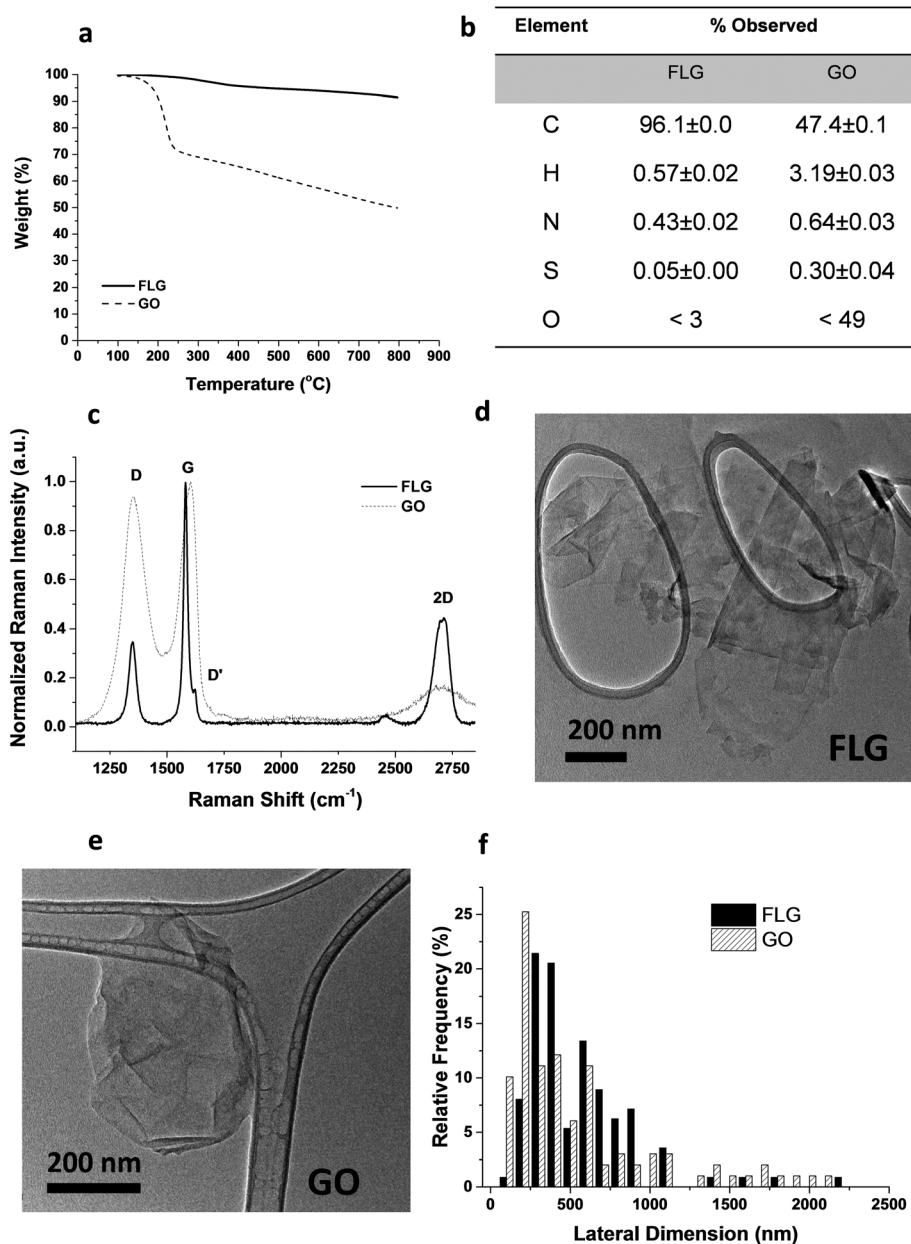 a
100
90
80
70
60
50
40
30
20
10
0
Weight (%)
FLG
GO
0 100 200 300 400 500 600 700 800 900
Temperature (°C)
b
Element % Observed
FLG GO
C 96.1±0.0 47.4±0.1
H 0.57±0.02 3.19±0.03
N 0.43±0.02 0.64±0.03
S 0.05±0.00 0.30±0.04
O < 3 < 49
c
Normalized Raman Intensity (a.u.)
1.0
0.8
0.6
0.4
0.2
0.0
D
G
D'
2D
FLG
GO
1250 1500 1750 2000 2250 2500 2750
Raman Shift (cm⁻¹)
d
200 nm
FLG
e
200 nm
GO
f
Relative Frequency (%)
25
20
15
10
5
0
FLG
GO
0 500 1000 1500 2000 2500
Lateral Dimension (nm)